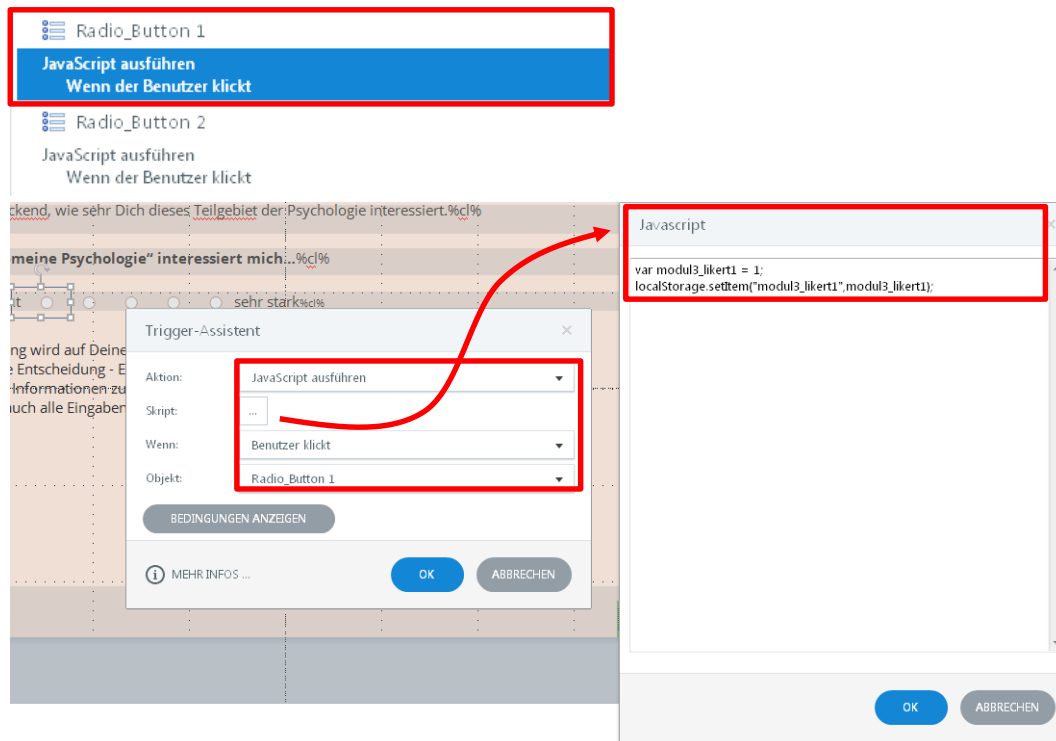 Radio_Button 1
JavaScript ausführen
Wenn der Benutzer klickt
Radio_Button 2
JavaScript ausführen
Wenn der Benutzer klickt
ckend, wie sehr Dich dieses Teilgebiet der Psychologie interessiert.%cl%
meine Psychologie“ interessiert mich...%cl%
t sehr stark%cl%
ng wird auf Deine
e Entscheidung - E
Informationen zu
uch alle Eingaben
Trigger-Assistent
Aktion: JavaScript ausführen
Skript: ...
Wenn: Benutzer klickt
Objekt: Radio_Button 1
BEDINGUNGEN ANZEIGEN
MEHR INFOS ...
OK
ABBRECHEN
Javascript
var modul3_likert1 = 1;
localStorage.setItem("modul3_likert1",modul3_likert1);
OK
ABBRECHEN